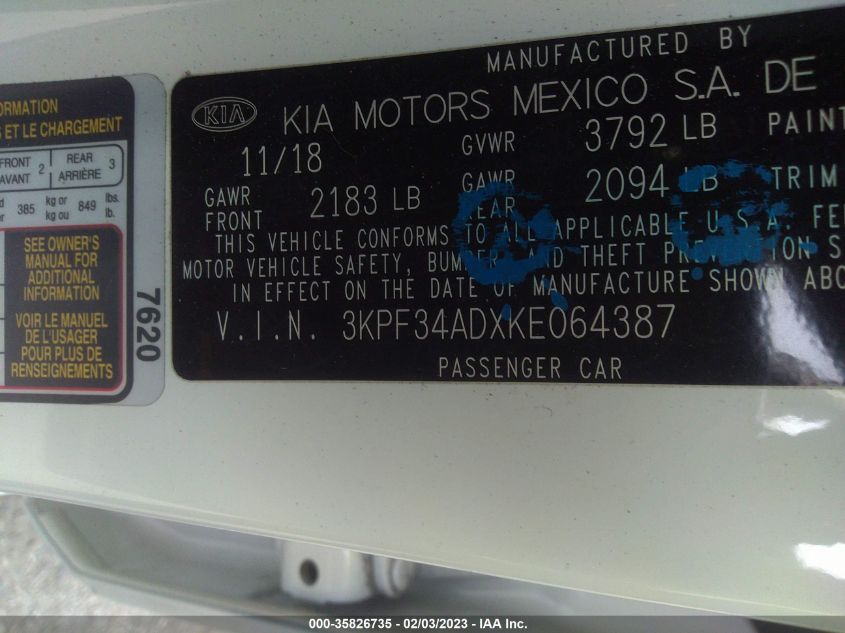 ORMATION
ET LE CHARGEMENT
FRONT
AVANT 2
REAR
ARRIÈRE 3
385 kg or
kg ou 849 lbs.
lb.
SEE OWNER'S
MANUAL FOR
ADDITIONAL
INFORMATION
VOIR LE MANUEL
DE L'USAGER
POUR PLUS DE
RENSEIGNEMENTS
7620
MANUFACTURED BY
KIA KIA MOTORS MEXICO S.A. DE
11/18 GVWR 3792 LB PAINT
GAWR
FRONT 2183 LB GAWR
REAR 2094 LB TRIM
THIS VEHICLE CONFORMS TO ALL APPLICABLE U.S.A. FE
MOTOR VEHICLE SAFETY, BUMPER, AND THEFT PREVENTION S
IN EFFECT ON THE DATE OF MANUFACTURE SHOWN ABO
V.I.N. 3KPF34ADXKE064387
PASSENGER CAR
000-35826735 - 02/03/2023 - IAA Inc.